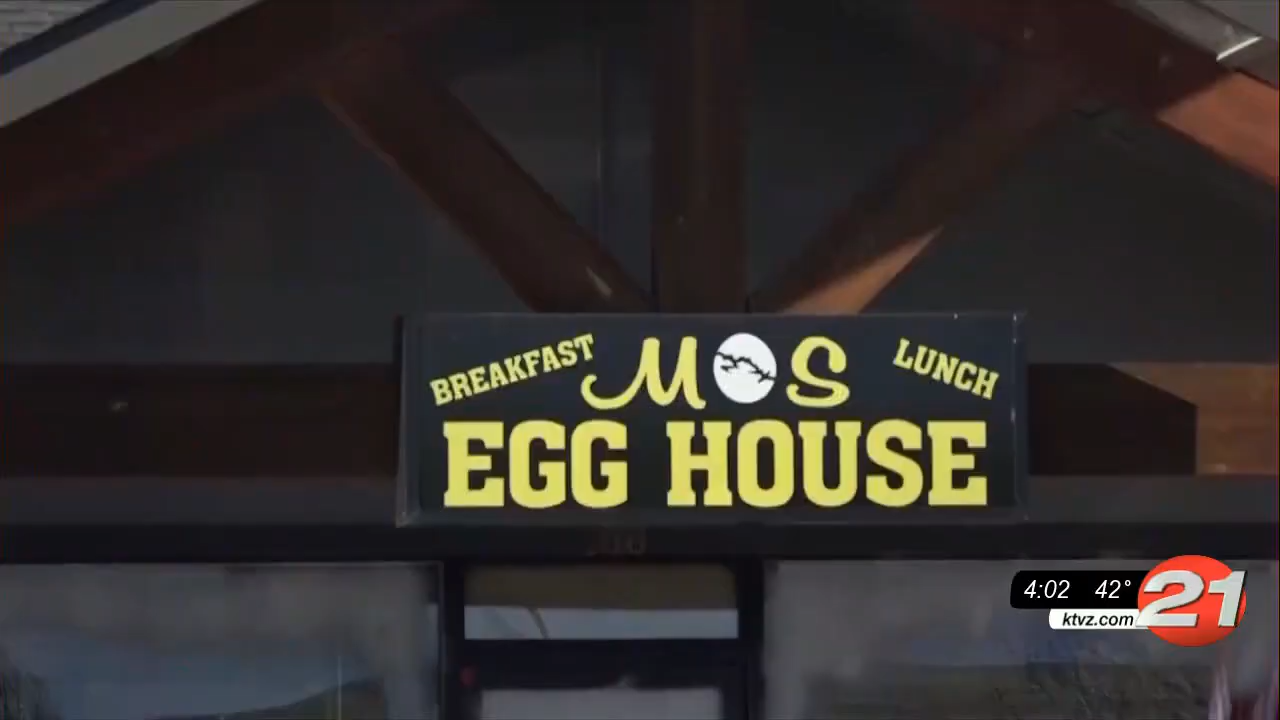 BREAKFAST MOS LUNCH
EGG HOUSE
4:02 42°
21
ktvz.com